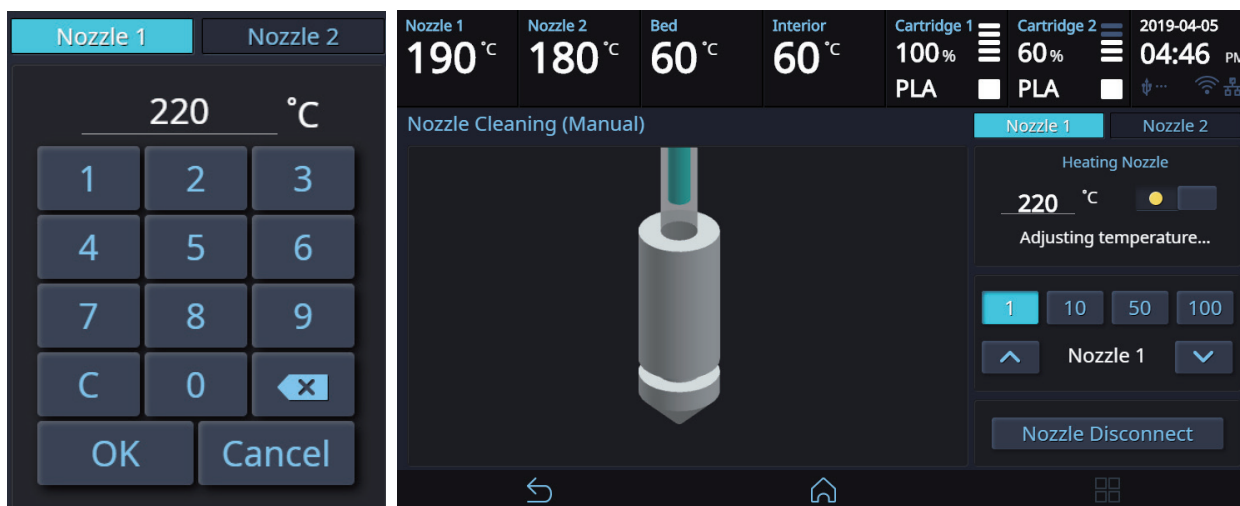 Nozzle 1 Nozzle 2
220 °C
1 2 3
4 5 6
7 8 9
C 0
OK Cancel
Nozzle 1 Nozzle 2 Bed Interior Cartridge 1 Cartridge 2 2019-04-05
190 °C 180 °C 60 °C 60 °C 100 % 60 % 04:46 PM
PLA PLA
Nozzle Cleaning (Manual) Nozzle 1 Nozzle 2
Heating Nozzle
220 °C
Adjusting temperature...
1 10 50 100
Nozzle 1
Nozzle Disconnect